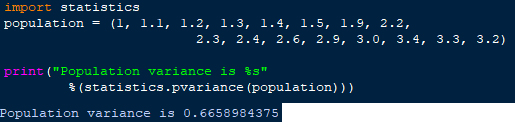 import statistics
population = (1, 1.1, 1.2, 1.3, 1.4, 1.5, 1.9, 2.2,
2.3, 2.4, 2.6, 2.9, 3.0, 3.4, 3.3, 3.2)
print("Population variance is %s"
%(statistics.pvariance(population)))
Population variance is 0.6658984375